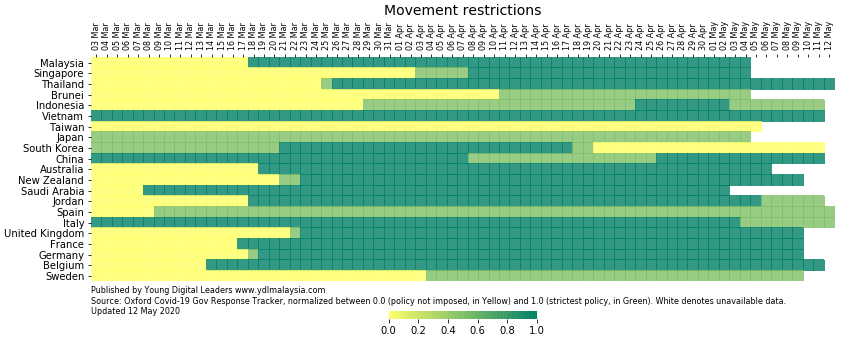 Movement restrictions
03 Mar 04 Mar 05 Mar 06 Mar 07 Mar 08 Mar 09 Mar 10 Mar 11 Mar 12 Mar 13 Mar 14 Mar 15 Mar 16 Mar 17 Mar 18 Mar 19 Mar 20 Mar 21 Mar 22 Mar 23 Mar 24 Mar 25 Mar 26 Mar 27 Mar 28 Mar 29 Mar 30 Mar 31 Mar 01 Apr 02 Apr 03 Apr 04 Apr 05 Apr 06 Apr 07 Apr 08 Apr 09 Apr 10 Apr 11 Apr 12 Apr 13 Apr 14 Apr 15 Apr 16 Apr 17 Apr 18 Apr 19 Apr 20 Apr 21 Apr 22 Apr 23 Apr 24 Apr 25 Apr 26 Apr 27 Apr 28 Apr 29 Apr 30 Apr 01 May 02 May 03 May 04 May 05 May 06 May 07 May 08 May 09 May 10 May 11 May 12 May
Malaysia
Singapore
Thailand
Brunei
Indonesia
Vietnam
Taiwan
Japan
South Korea
China
Australia
New Zealand
Saudi Arabia
Jordan
Spain
Italy
United Kingdom
France
Germany
Belgium
Sweden
Published by Young Digital Leaders www.ydlmalaysia.com
Source: Oxford Covid-19 Gov Response Tracker, normalized between 0.0 (policy not imposed, in Yellow) and 1.0 (strictest policy, in Green). White denotes unavailable data.
Updated 12 May 2020
0.0 0.2 0.4 0.6 0.8 1.0